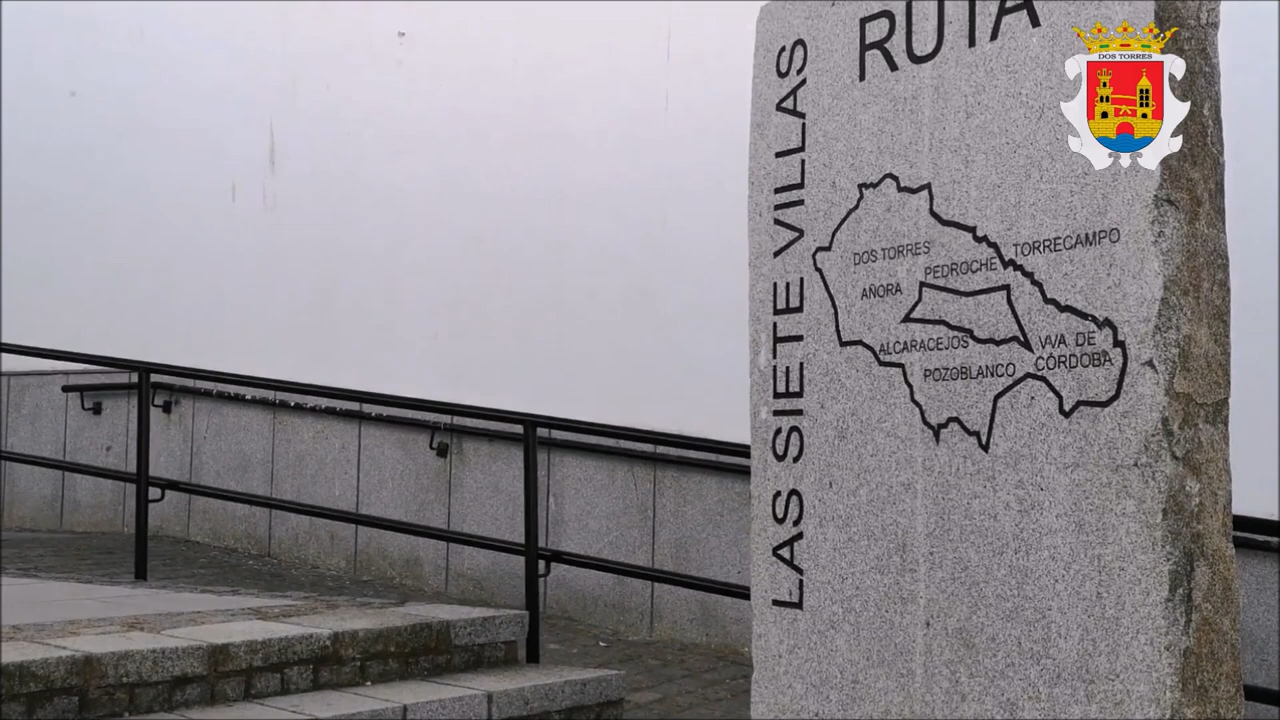 RUTA
LAS SIETE VILLAS
DOS TORRES
DOS TORRES
PEDROCHE
TORRECAMPO
AÑORA
ALCARACEJOS
VVA. DE
CÓRDOBA
POZOBLANCO